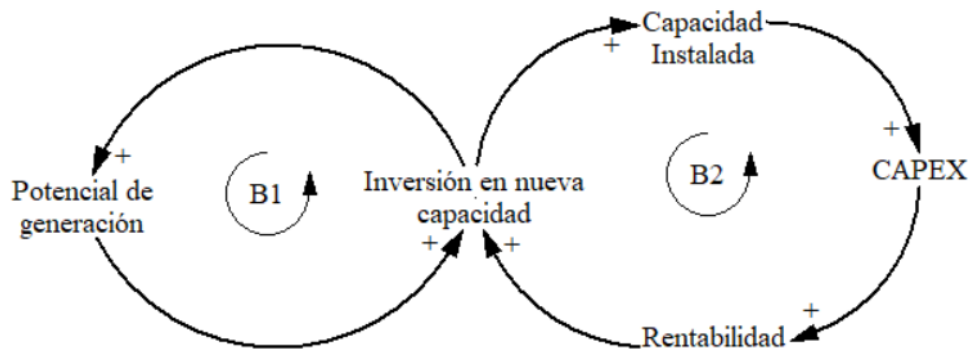 Capacidad
Instalada
+
+
+
B1
B2
CAPEX
Potencial de
generación
Inversión en nueva
capacidad
+
+
+
Rentabilidad